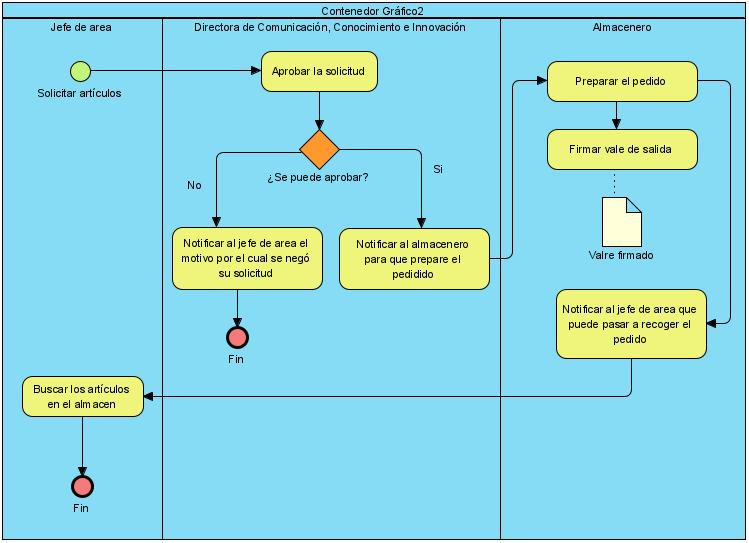 Contenedor Gráfico2
Jefe de area
Directora de Comunicación, Conocimiento e Innovación
Almacenero
Solicitar artículos
Aprobar la solicitud
¿Se puede aprobar?
No
Si
Notificar al jefe de area el
motivo por el cual se negó
su solicitud
Notificar al almacenero
para que prepare el
pedidido
Fin
Preparar el pedido
Firmar vale de salida
Valre firmado
Notificar al jefe de area que
puede pasar a recoger el
pedido
Buscar los artículos
en el almacen
Fin